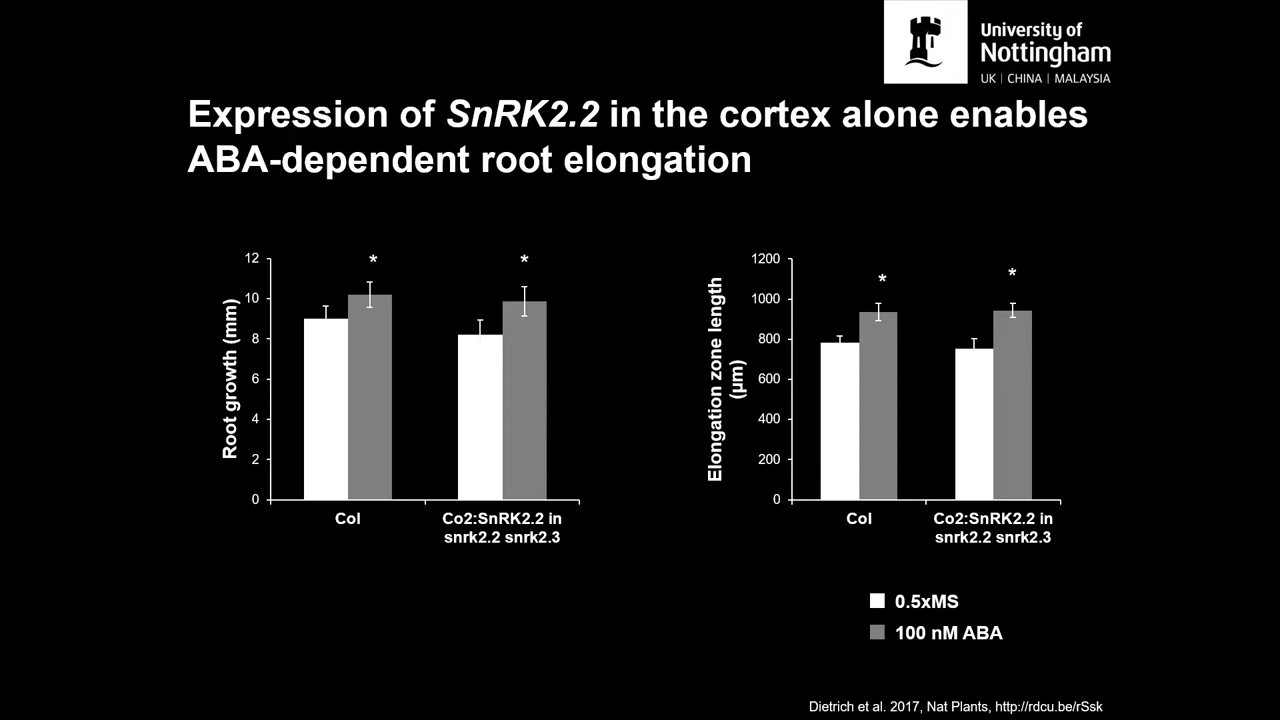 University of
Nottingham
UK | CHINA | MALAYSIA
Expression of SnRK2.2 in the cortex alone enables
ABA-dependent root elongation
Root growth (mm)
12
10
8
6
4
2
0
*
*
Col
Co2:SnRK2.2 in
snrk2.2 snrk2.3
Elongation zone length
(µm)
1200
1000
800
600
400
200
0
*
*
Col
Co2:SnRK2.2 in
snrk2.2 snrk2.3
0.5xMS
100 nM ABA
Dietrich et al. 2017, Nat Plants, http://rdcu.be/rSsk